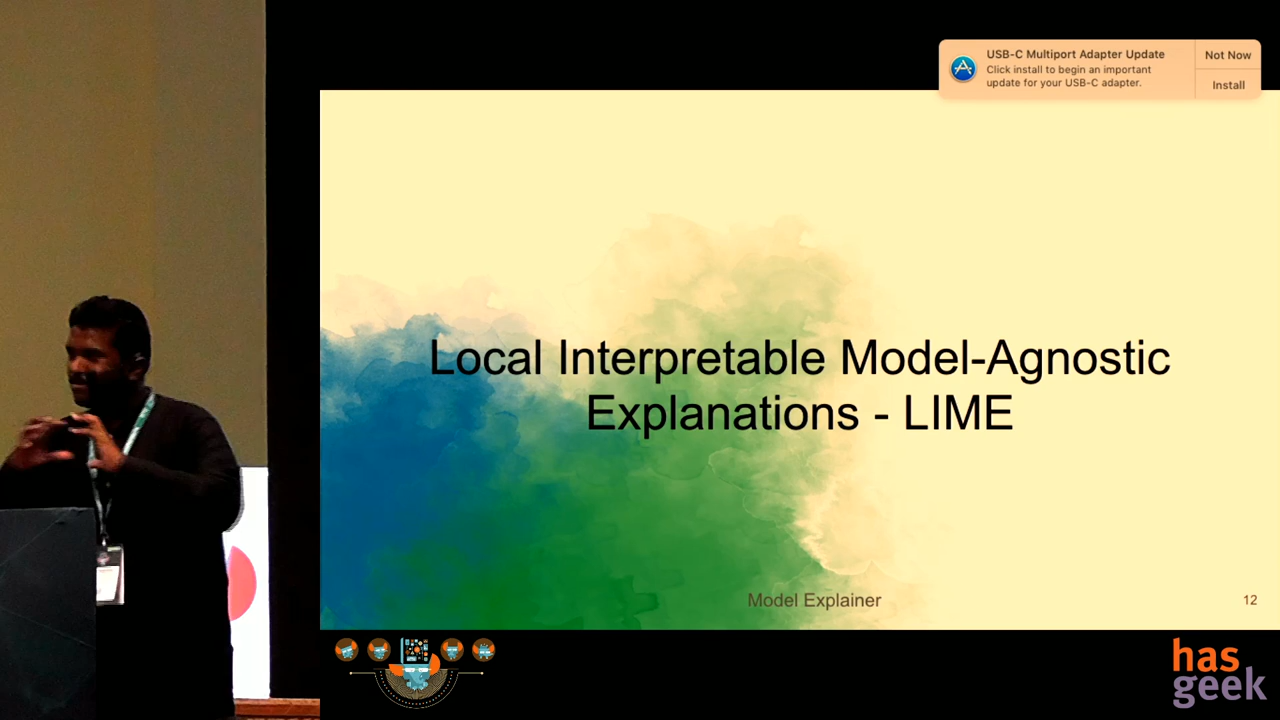 USB-C Multiport Adapter Update
Not Now
Click install to begin an important
update for your USB-C adapter.
Install
Local Interpretable Model-Agnostic
Explanations - LIME
Model Explainer
12
has
geek